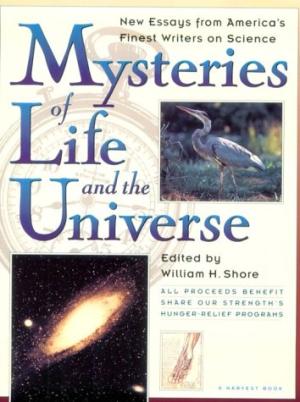 New Essays from America's
Finest Writers on Science
Mysteries
of Life
and the
Universe
Edited by
William H. Shore
ALL PROCEEDS BENEFIT
SHARE OUR STRENGTH'S
HUNGER-RELIEF PROGRAMS
A HARVEST BOOK